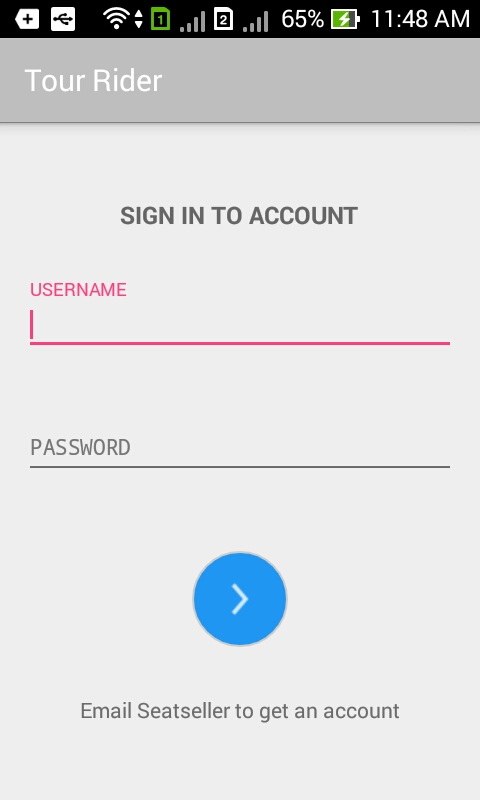 1 2 65% 11:48 AM
Tour Rider
SIGN IN TO ACCOUNT
USERNAME
PASSWORD
Email Seatseller to get an account